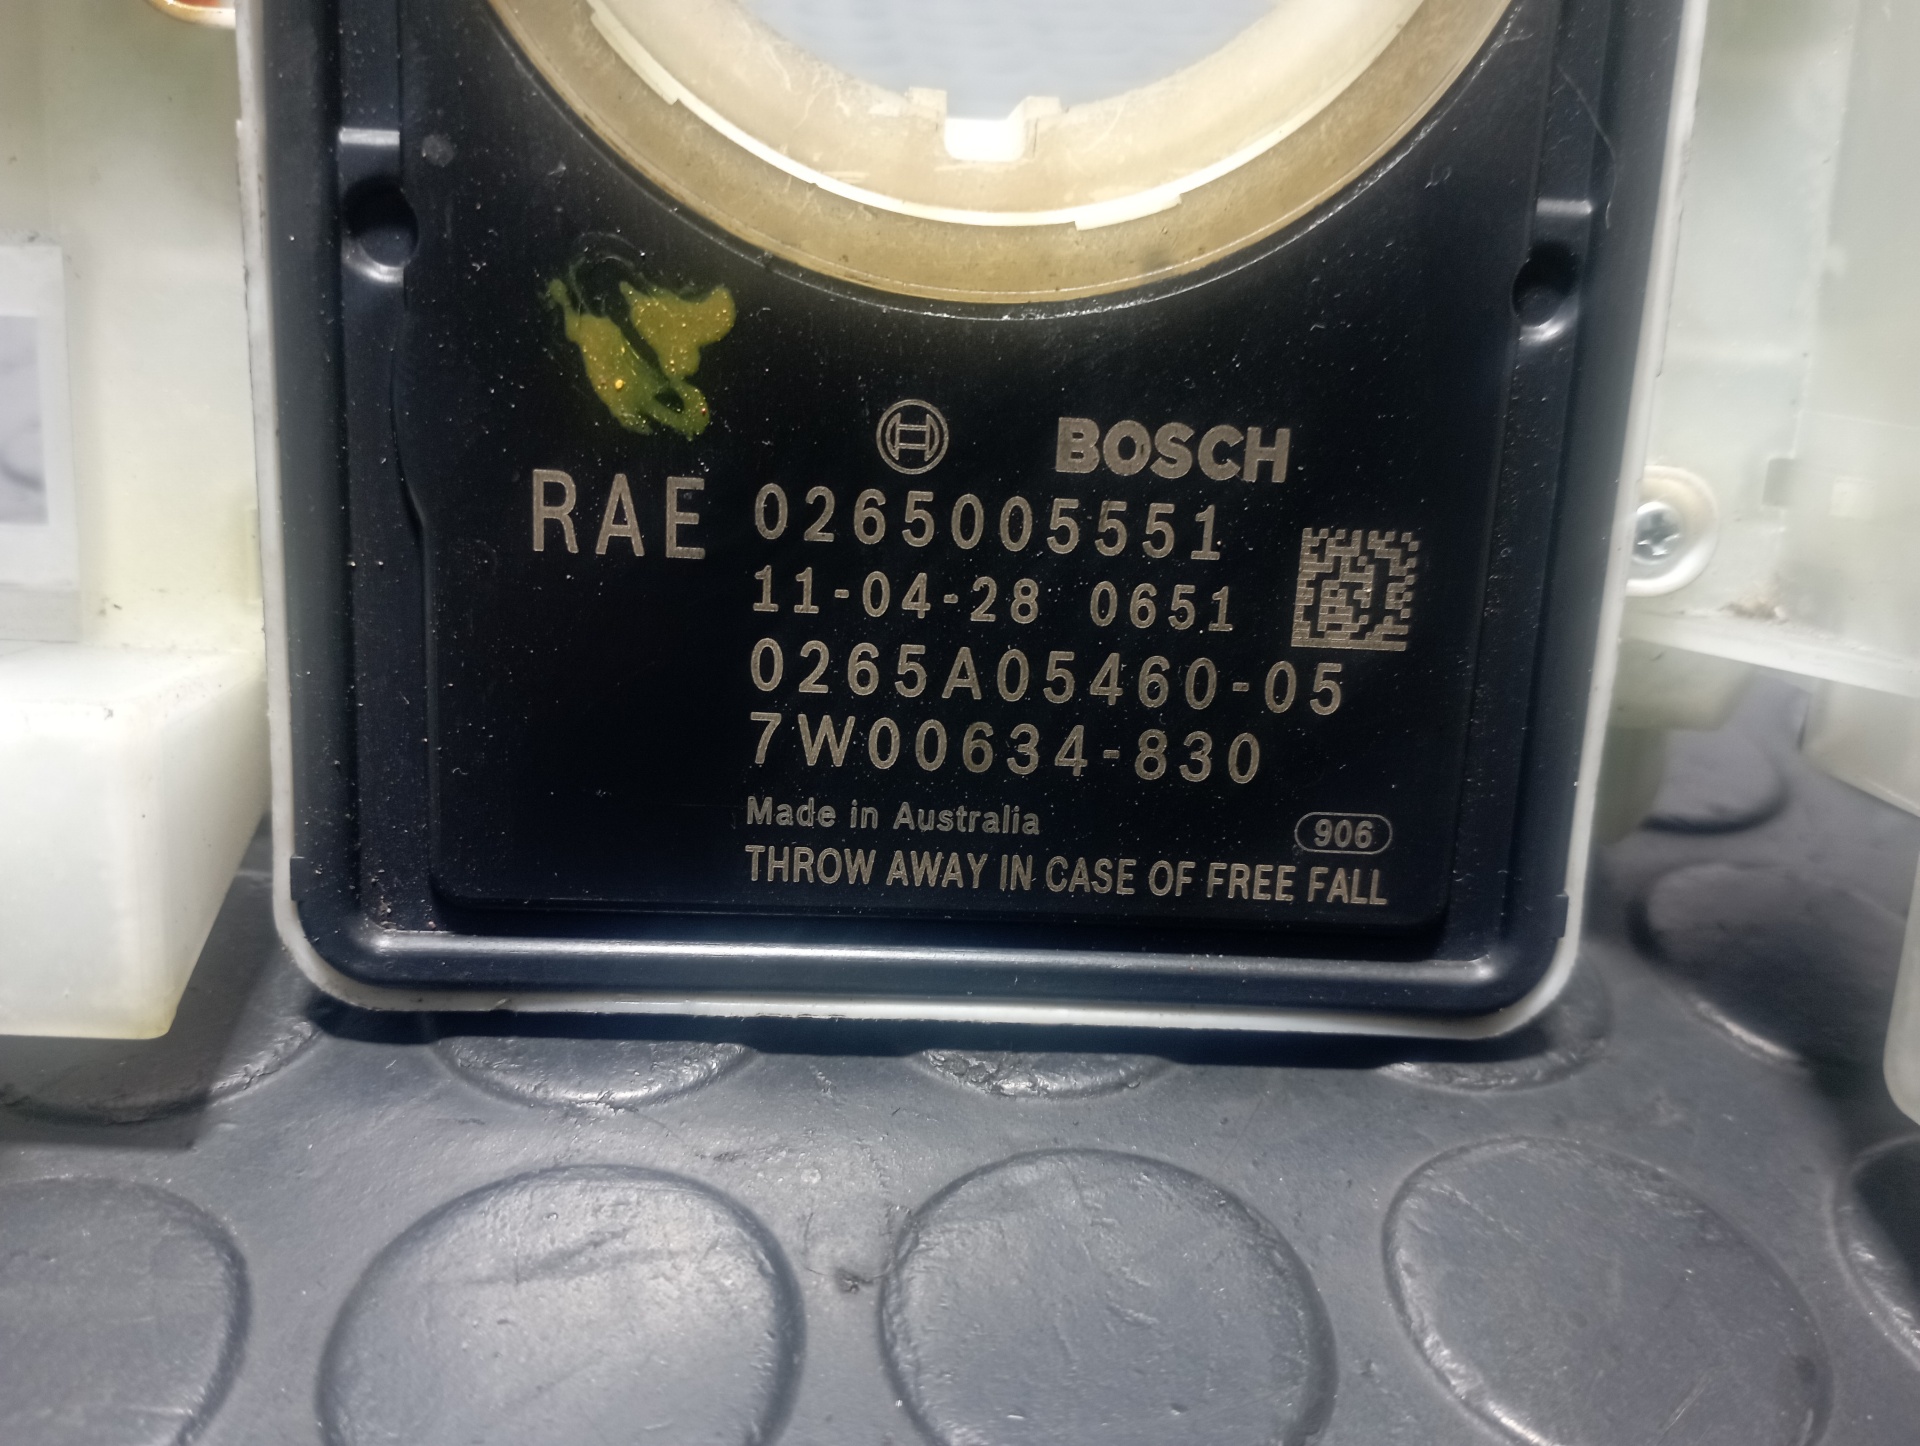 BOSCH
RAE 0265005551
11-04-28 0651
0265A05460-05
7W00634-830
Made in Australia
906
THROW AWAY IN CASE OF FREE FALL